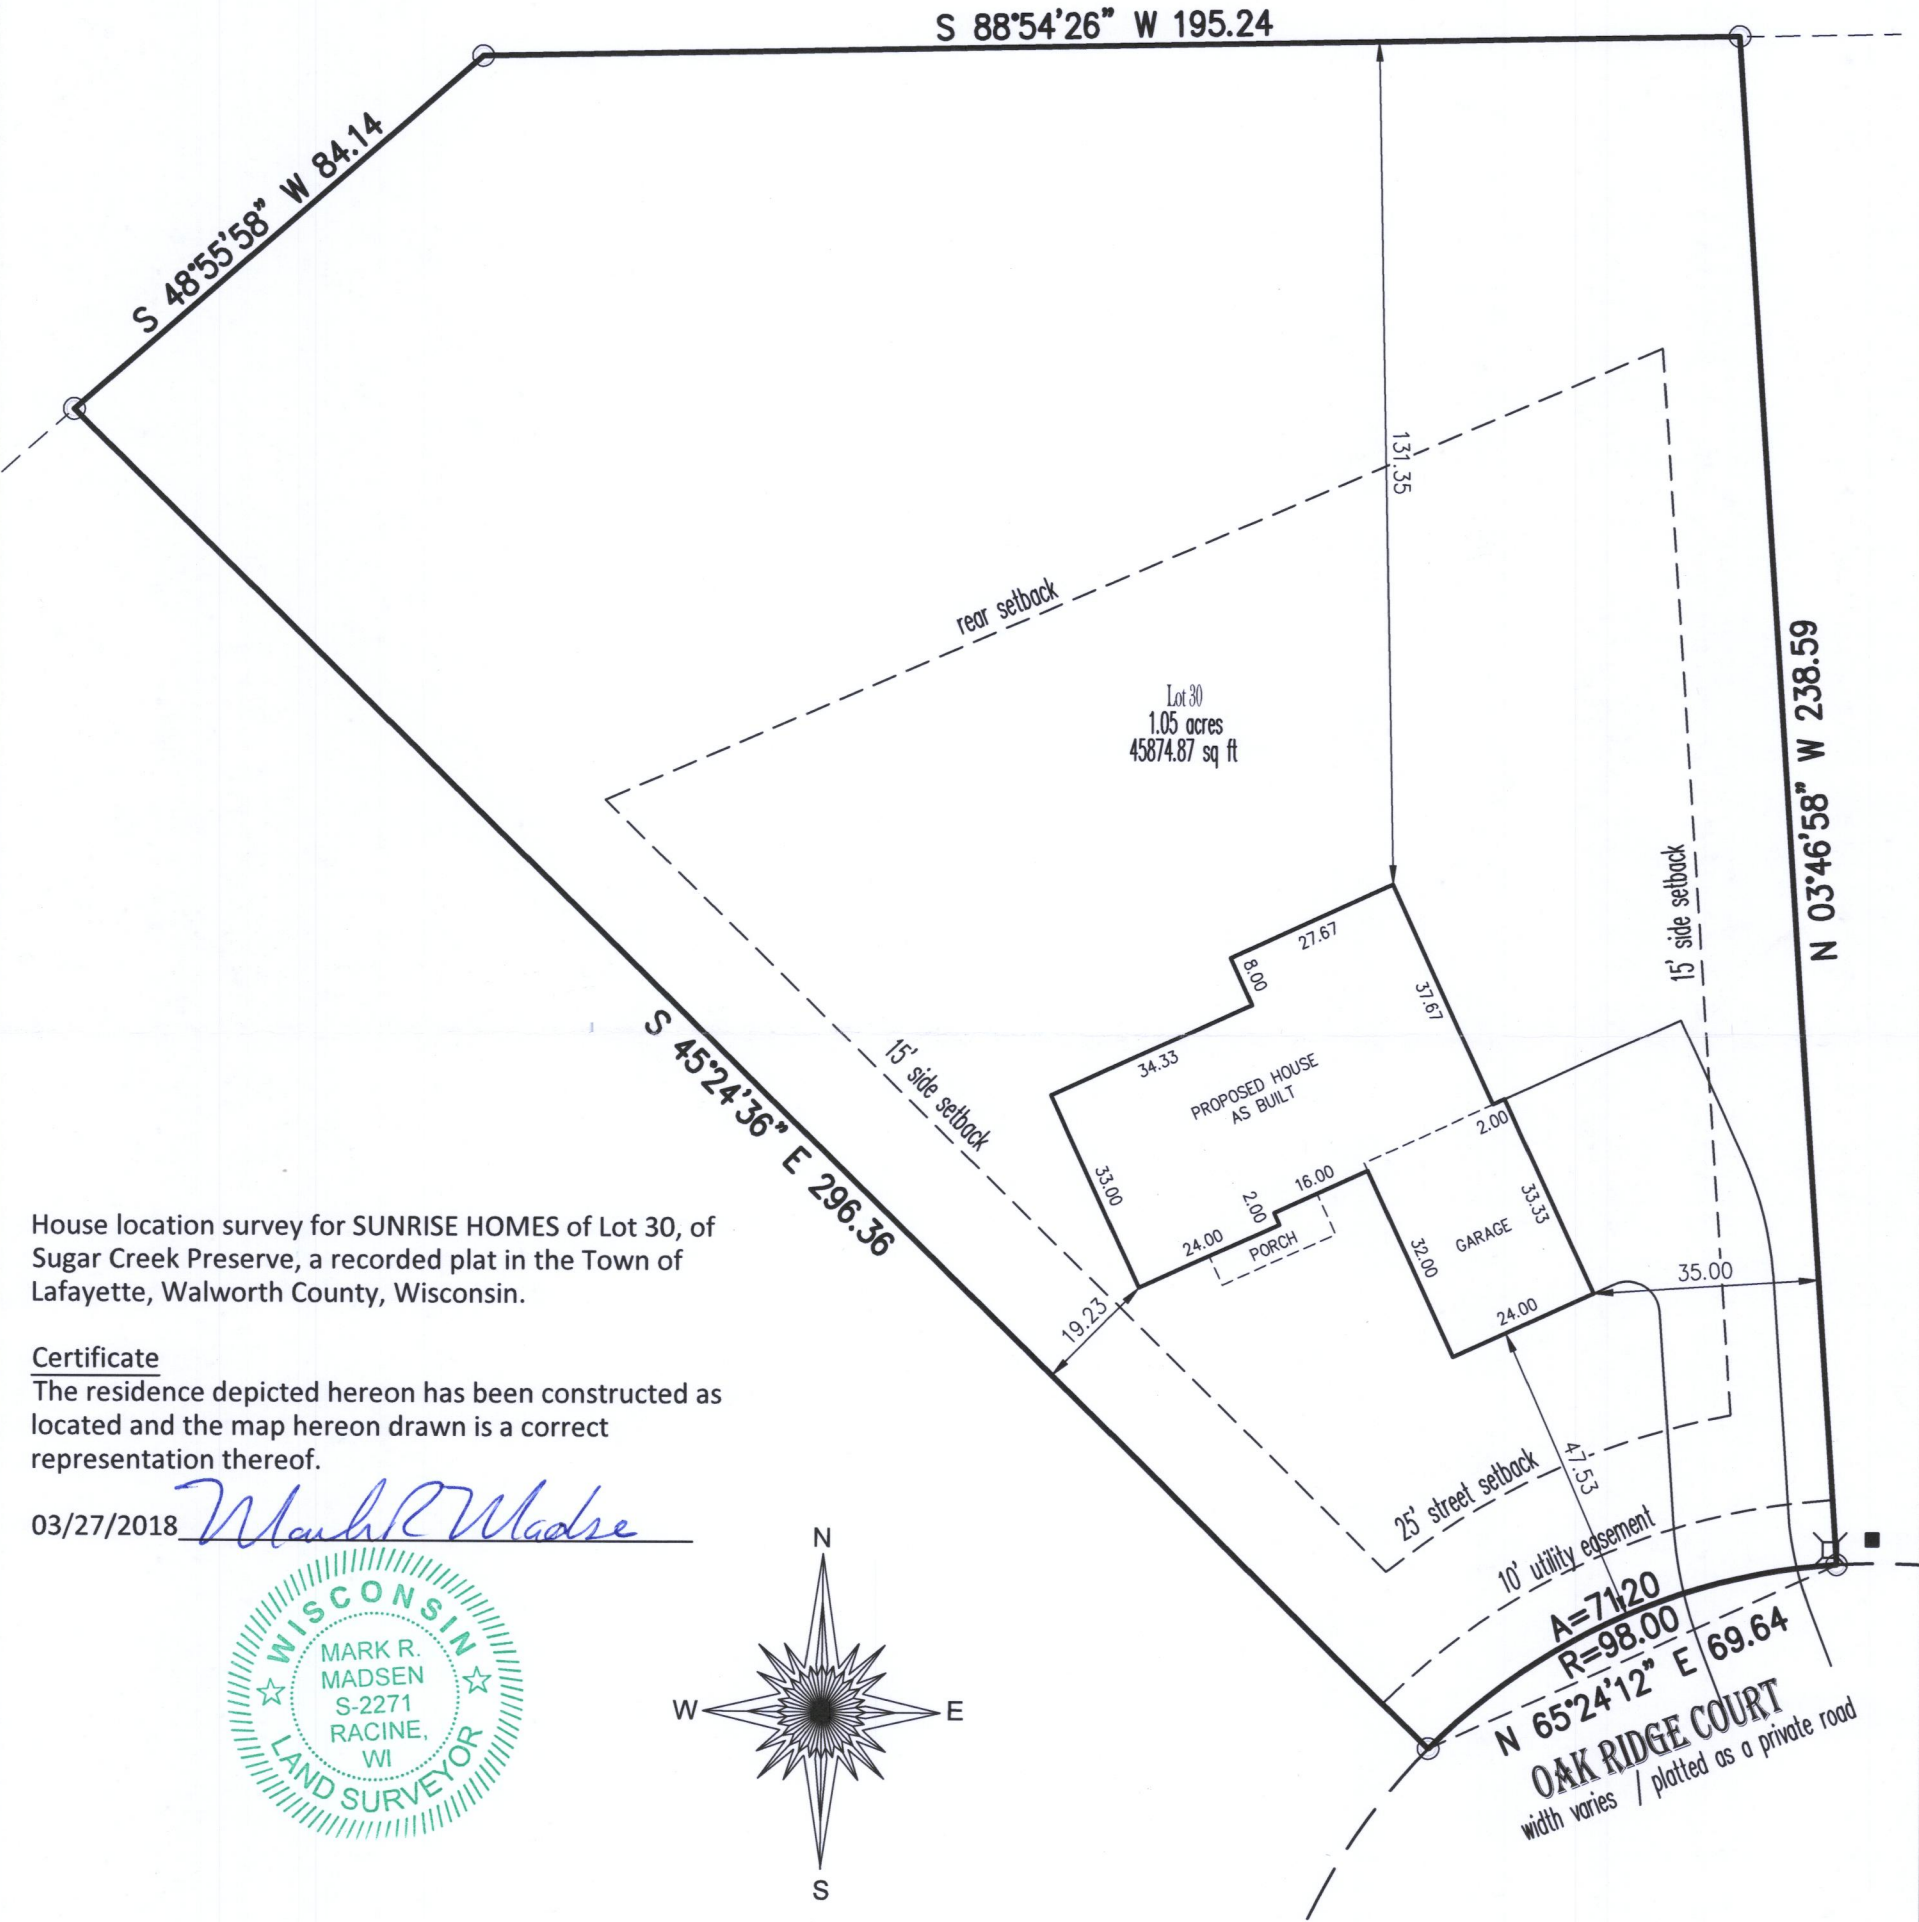 S 88°54'26” W 195.24
S 48°55'58” W 84.14
131.35
rear setback
N 03°46'58” W 238.59
Lot 30
1.05 acres
45874.87 sq ft
15' side setback
27.67
8.00
37.67
34.33
PROPOSED HOUSE
AS BUILT
S 45°24'36” E 296.36
15' side setback
2.00
33.00
16.00
2.00
24.00
PORCH
33.33
GARAGE
32.00
35.00
24.00
19.23
House location survey for SUNRISE HOMES of Lot 30, of
Sugar Creek Preserve, a recorded plat in the Town of
Lafayette, Walworth County, Wisconsin.
Certificate
The residence depicted hereon has been constructed as
located and the map hereon drawn is a correct
representation thereof.
03/27/2018 Mark R Madse
47.53
25' street setback
10' utility easement
A=71.20
R=98.00
N 65°24'12” E 69.64
OAK RIDGE COURT
width varies / platted as a private road
WISCONSIN
MARK R.
MADSEN
S-2271
RACINE,
WI
LAND SURVEYOR
N
W
E
S